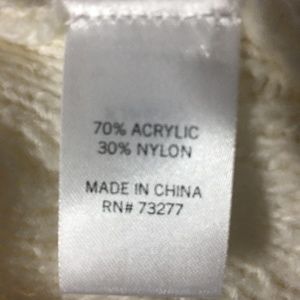 70% ACRYLIC
30% NYLON
MADE IN CHINA
RN# 73277